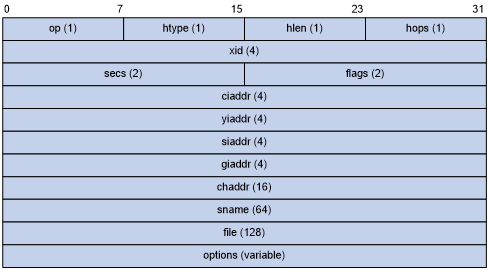 0 7 15 23 31
op (1) htype (1) hlen (1) hops (1)
xid (4)
secs (2) flags (2)
ciaddr (4)
yiaddr (4)
siaddr (4)
giaddr (4)
chaddr (16)
sname (64)
file (128)
options (variable)